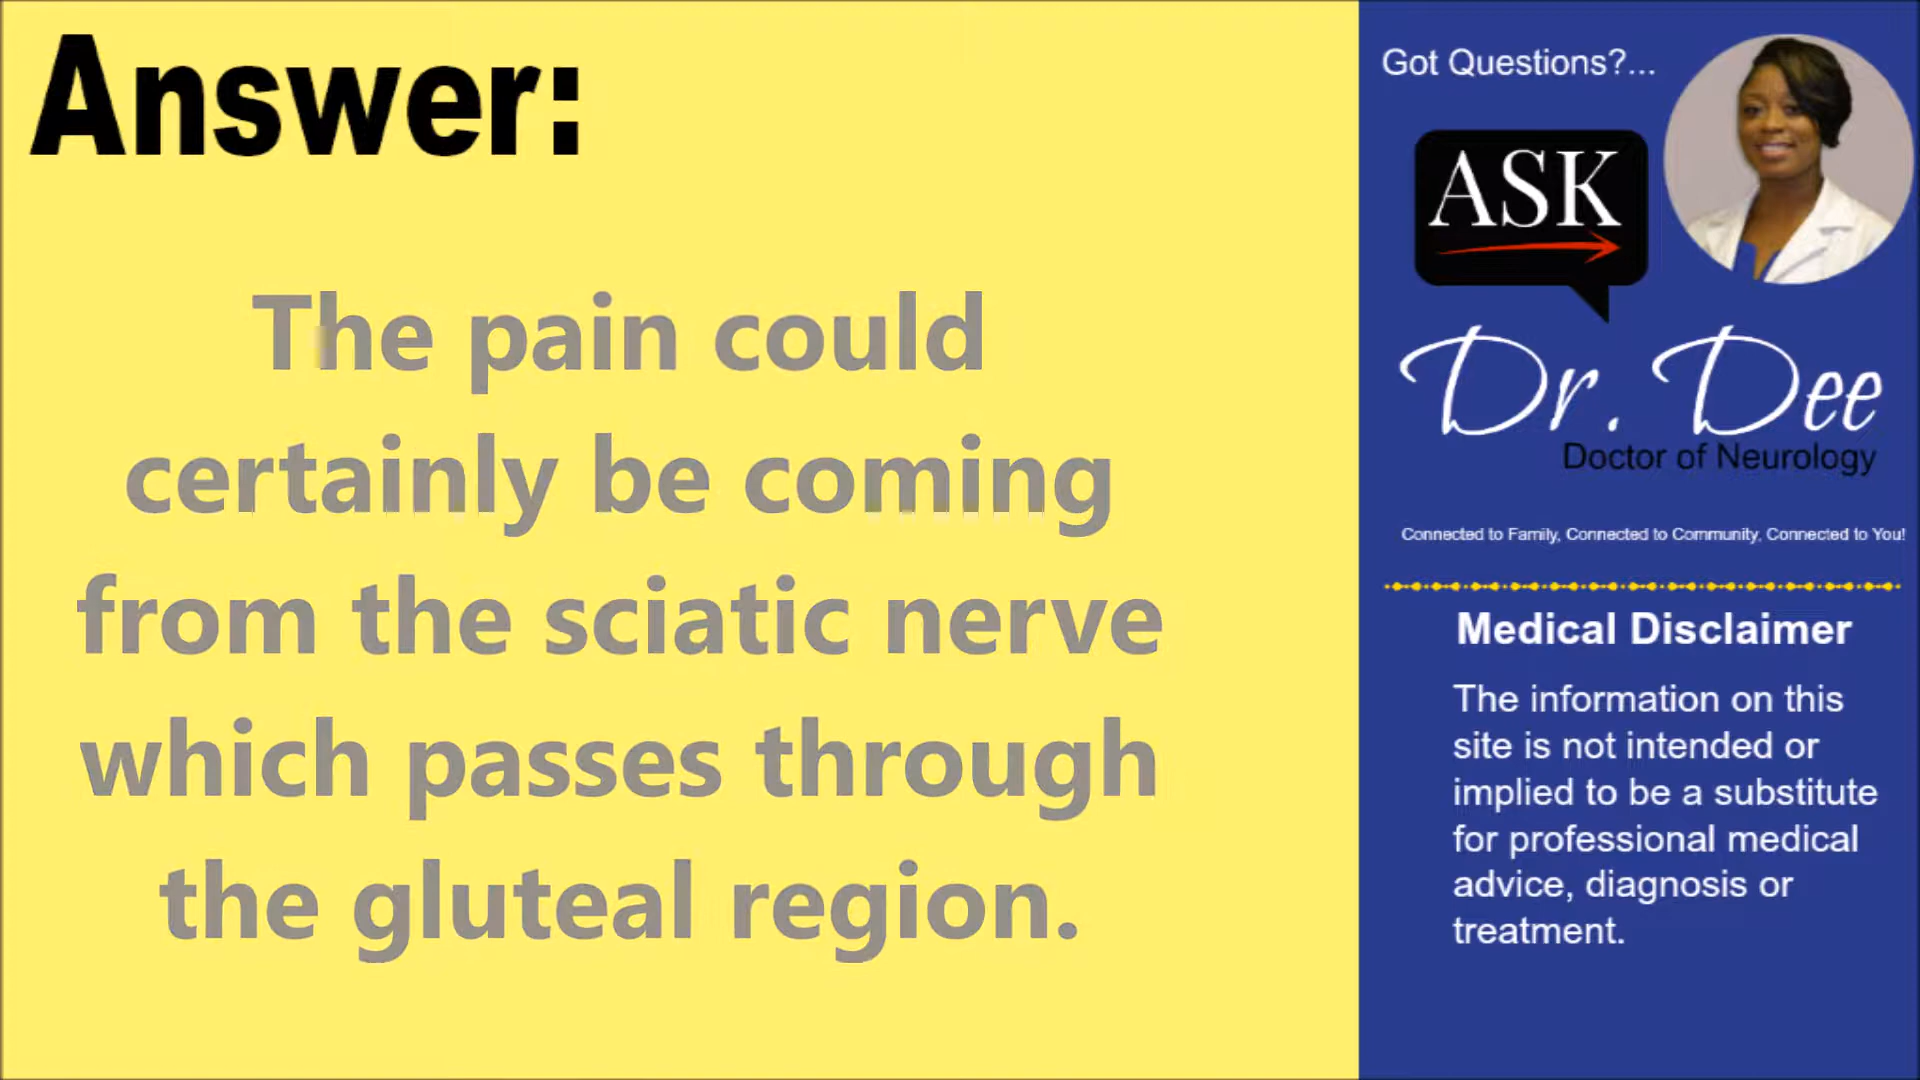 Answer:
The pain could
certainly be coming
from the sciatic nerve
which passes through
the gluteal region.
Got Questions?...
ASK
Dr. Dee
Doctor of Neurology
Connected to Family, Connected to Community, Connected to You!
Medical Disclaimer
The information on this
site is not intended or
implied to be a substitute
for professional medical
advice, diagnosis or
treatment.